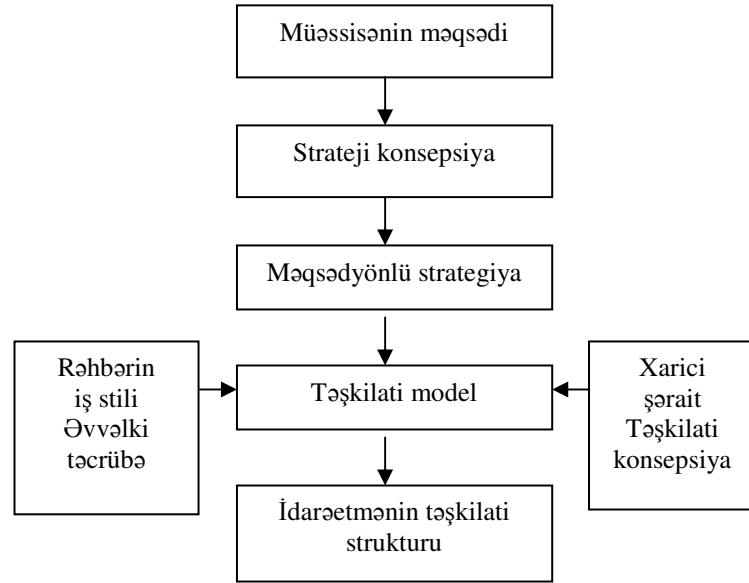 Müəssisənin məqsədi
Strateji konsepsiya
Məqsədyönlü strategiya
Rəhbərin
iş stili
Əvvəlki
təcrübə
Təşkilati model
Xarici
şərait
Təşkilati
konsepsiya
İdarəetmənin təşkilati
strukturu